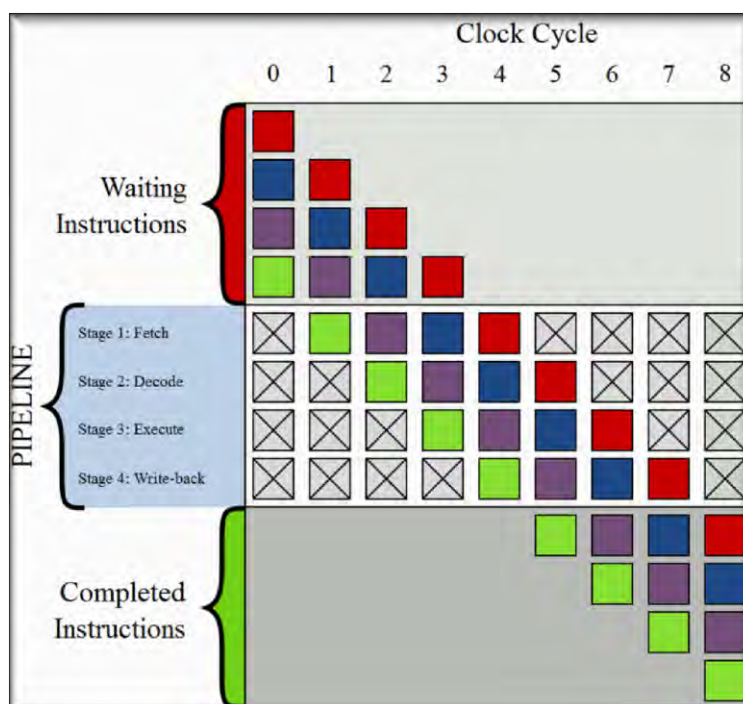 Clock Cycle
0 1 2 3 4 5 6 7 8
Waiting
Instructions
PIPELINE
Stage 1: Fetch
Stage 2: Decode
Stage 3: Execute
Stage 4: Write-back
Completed
Instructions